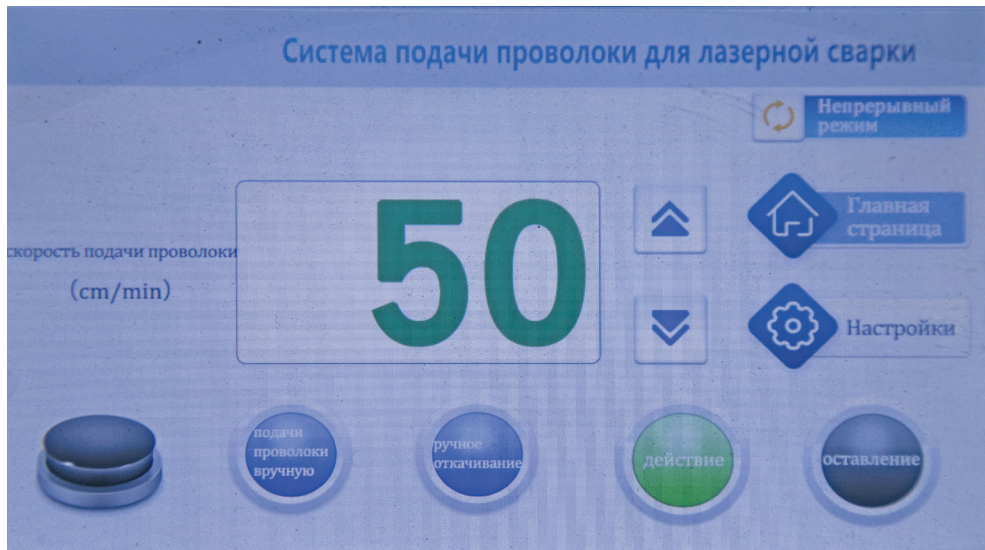 Система подачи проволоки для лазерной сварки
Непрерывный
режим
Главная
страница
скорость подачи проволоки
(cm/min)
50
Настройки
подачи
проволоки
вручную
ручное
откачивание
действие
оставление